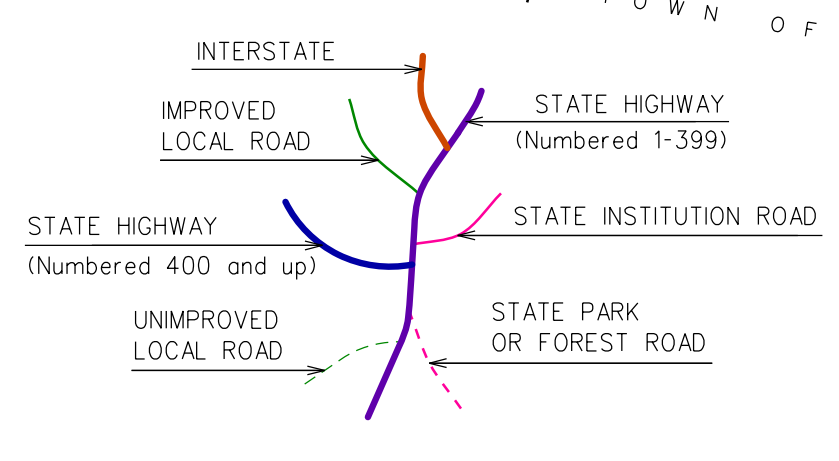 TOWN OF
INTERSTATE
STATE HIGHWAY
(Numbered 1-399)
IMPROVED
LOCAL ROAD
STATE INSTITUTION ROAD
STATE HIGHWAY
(Numbered 400 and up)
STATE PARK
OR FOREST ROAD
UNIMPROVED
LOCAL ROAD